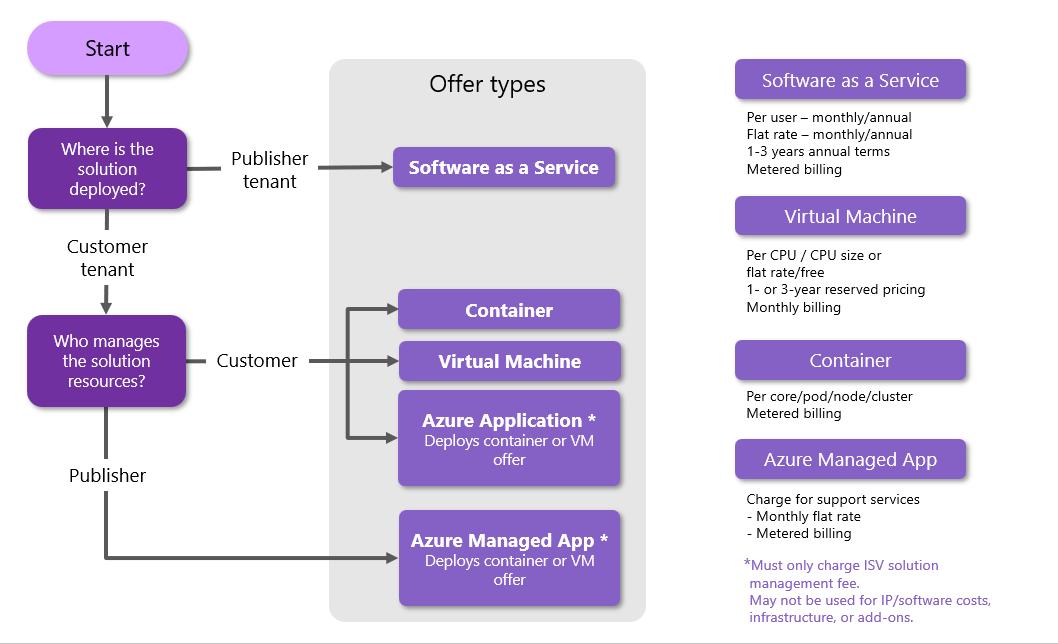 Start
Where is the
solution
deployed?
Publisher
tenant
Customer
tenant
Who manages
the solution
resources?
Customer
Publisher
Offer types
Software as a Service
Container
Virtual Machine
Azure Application *
Deploys container or VM
offer
Azure Managed App *
Deploys container or VM
offer
Software as a Service
Per user – monthly/annual
Flat rate – monthly/annual
1-3 years annual terms
Metered billing
Virtual Machine
Per CPU / CPU size or
flat rate/free
1- or 3-year reserved pricing
Monthly billing
Container
Per core/pod/node/cluster
Metered billing
Azure Managed App
Charge for support services
- Monthly flat rate
- Metered billing
*Must only charge ISV solution
management fee.
May not be used for IP/software costs,
infrastructure, or add-ons.